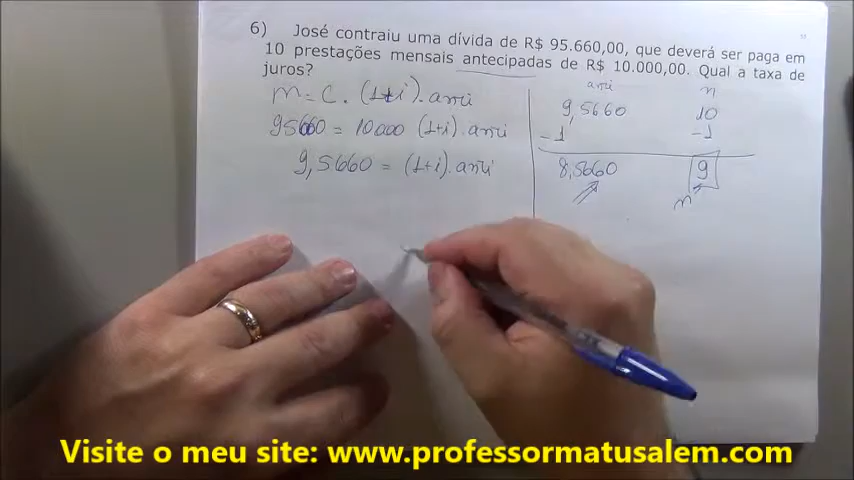 6) José contraiu uma dívida de R$ 95.660,00, que deverá ser paga em
10 prestações mensais antecipadas de R$ 10.000,00. Qual a taxa de
juros?
M = C . (1+i) . an¬i
95660 = 10000 (1+i) . an¬i
9,5660 = (1+i) . an¬i
an¬i n
9,5660 10
-1 -1
8,5660 9
n
Visite o meu site: www.professormatusalem.com